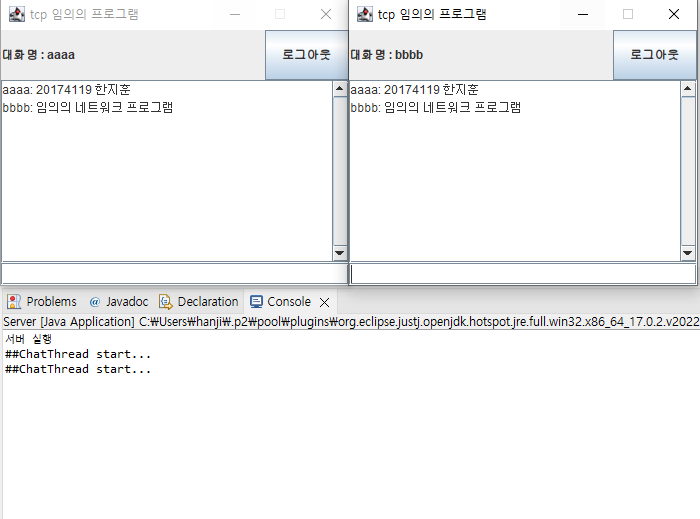 tcp 임의의 프로그램
대화명 : aaaa
로그아웃
aaaa: 20174119 한지훈
bbbb: 임의의 네트워크 프로그램
tcp 임의의 프로그램
대화명 : bbbb
로그아웃
aaaa: 20174119 한지훈
bbbb: 임의의 네트워크 프로그램
Problems @ Javadoc Declaration Console
Server [Java Application] C:₩Users₩hanji₩.p2₩pool₩plugins₩org.eclipse.justj.openjdk.hotspot.jre.full.win32.x86_64_17.0.2.v2022
서버 실행
##ChatThread start...
##ChatThread start...